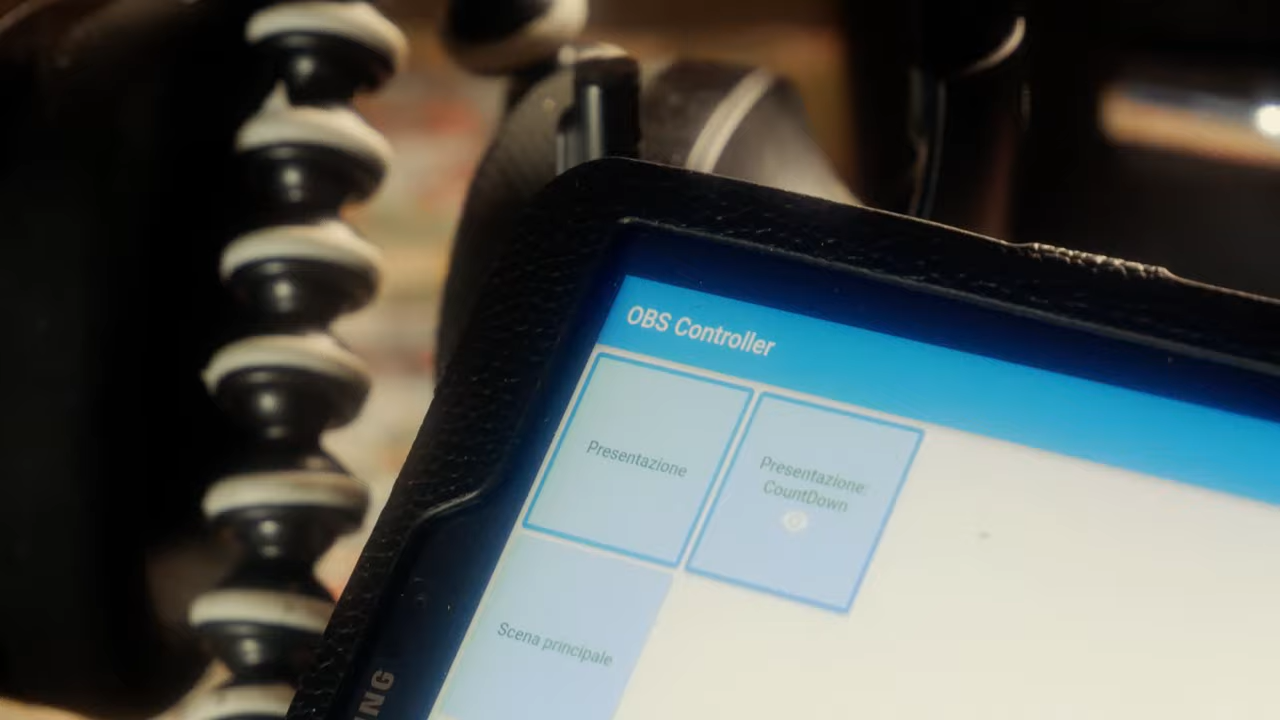 OBS Controller
Presentazione
Presentazione:
CountDown
Scena principale
NG